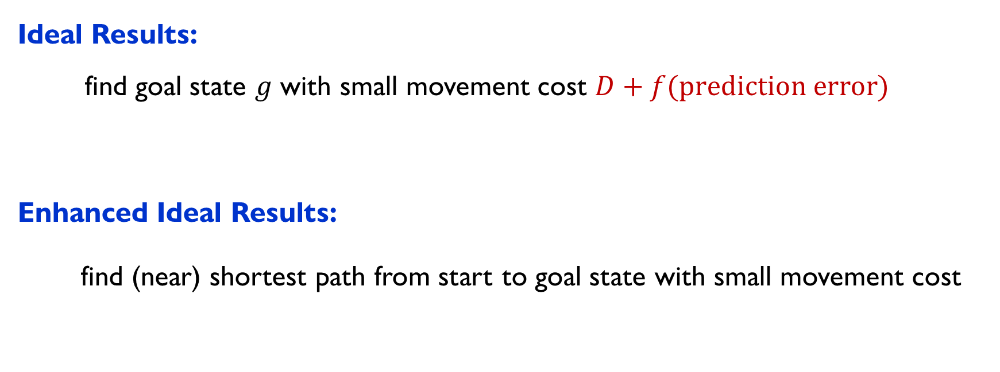 Ideal Results:
find goal state g with small movement cost D + f(prediction error)
Enhanced Ideal Results:
find (near) shortest path from start to goal state with small movement cost